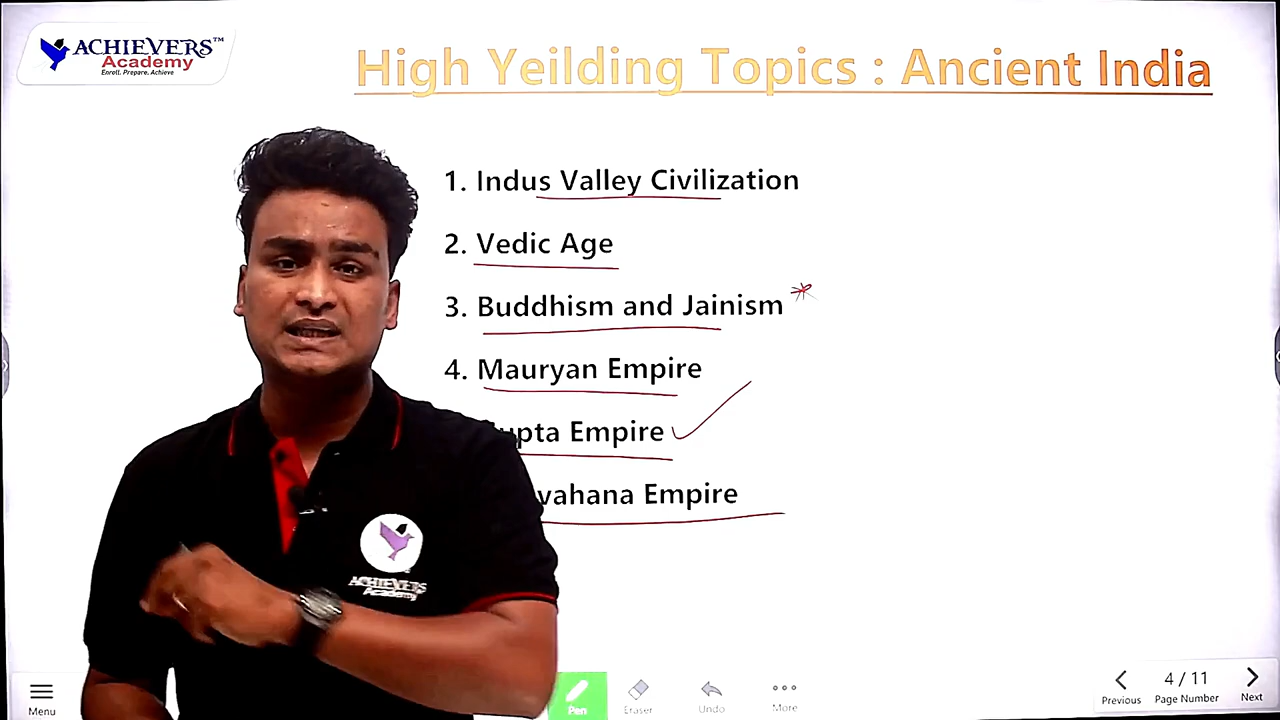 ACHIEVERS™
Academy
Enroll. Prepare. Achieve
High Yeilding Topics : Ancient India
1. Indus Valley Civilization
2. Vedic Age
3. Buddhism and Jainism *
4. Mauryan Empire
upta Empire
vahana Empire
ACHIEVERS
Academy
Menu
Pen
Eraser
Undo
More
Previous
4 / 11
Page Number
Next